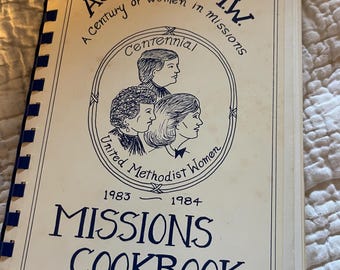 A Century of Women in Missions
Centennial
United Methodist Women
1983 — 1984
MISSIONS
COOKBOOK